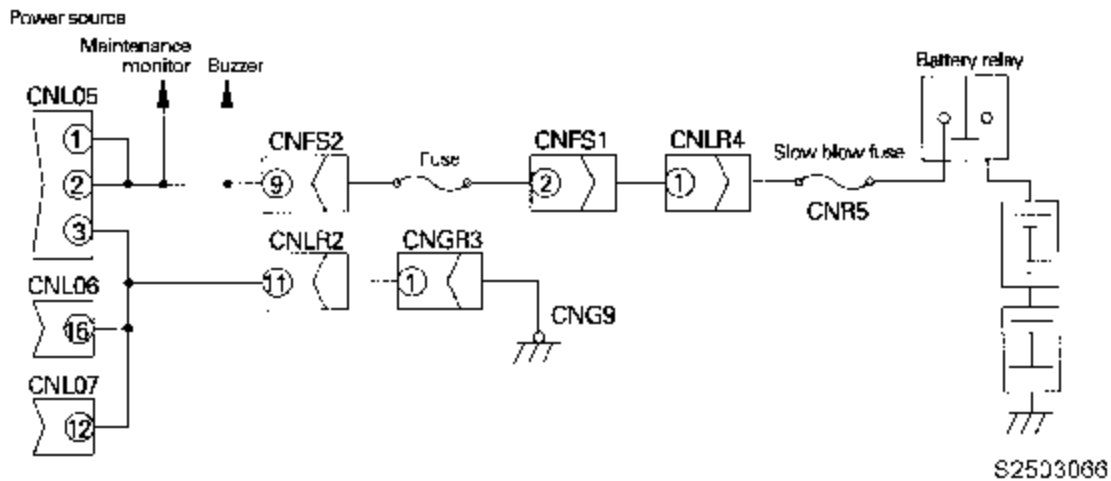 Power source
Maintenance
monitor
Buzzer
Battery relay
CNL05
1
2
3
CNFS2
9
Fuse
CNFS1
2
CNLR4
1
Slow blow fuse
CNR5
CNLR2
11
CNGR3
1
CNG9
CNL06
16
CNL07
12
S2503066